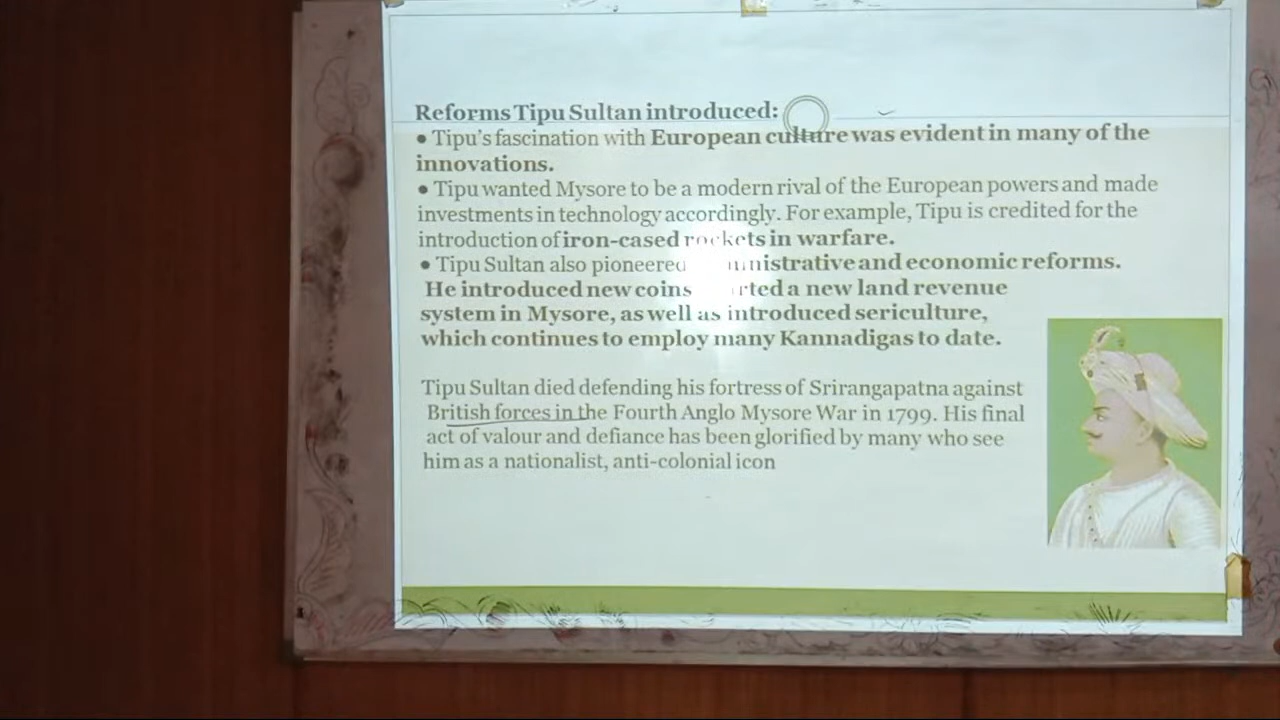 Reforms Tipu Sultan introduced:
• Tipu's fascination with European culture was evident in many of the
innovations.
• Tipu wanted Mysore to be a modern rival of the European powers and made
investments in technology accordingly. For example, Tipu is credited for the
introduction of iron-cased rockets in warfare.
• Tipu Sultan also pioneered administrative and economic reforms.
He introduced new coins a new land revenue
system in Mysore, as well as introduced sericulture,
which continues to employ many Kannadigas to date.
Tipu Sultan died defending his fortress of Srirangapatna against
British forces in the Fourth Anglo Mysore War in 1799. His final
act of valour and defiance has been glorified by many who see
him as a nationalist, anti-colonial icon